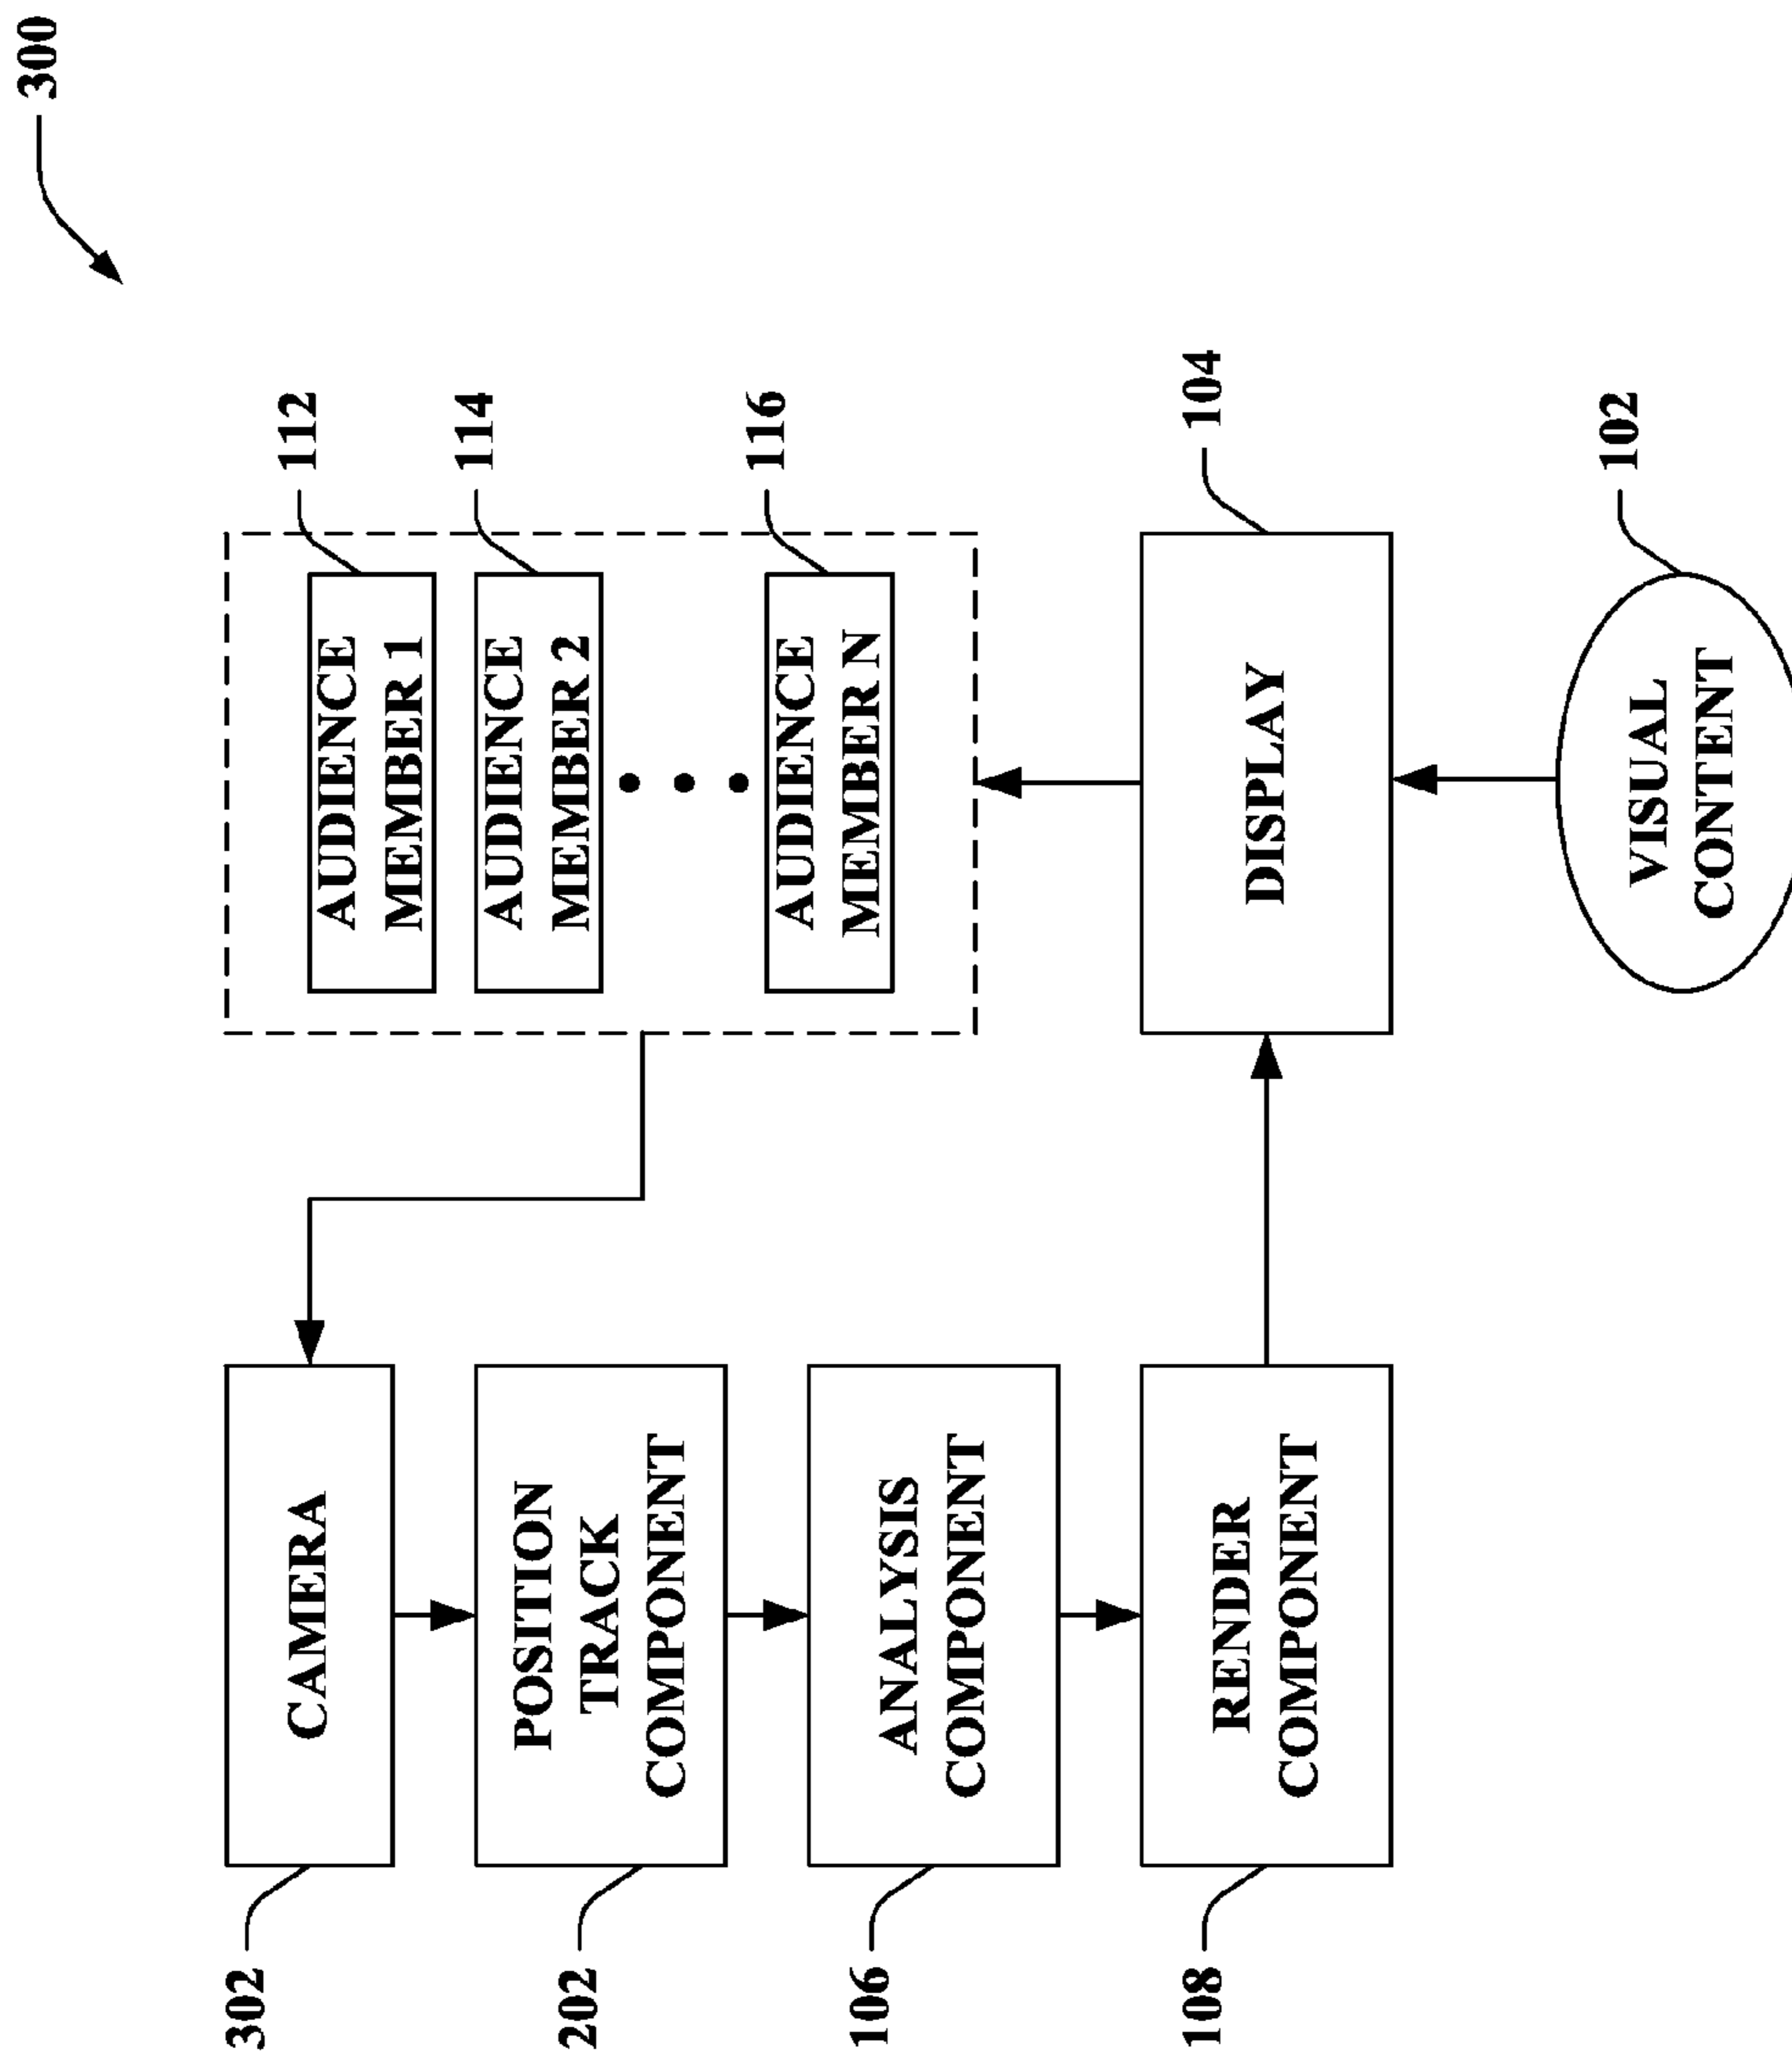 300
302
CAMERA
202
POSITION
TRACK
COMPONENT
106
ANALYSIS
COMPONENT
108
RENDER
COMPONENT
112
AUDIENCE
MEMBER 1
114
AUDIENCE
MEMBER 2
116
AUDIENCE
MEMBER N
104
DISPLAY
102
VISUAL
CONTENT